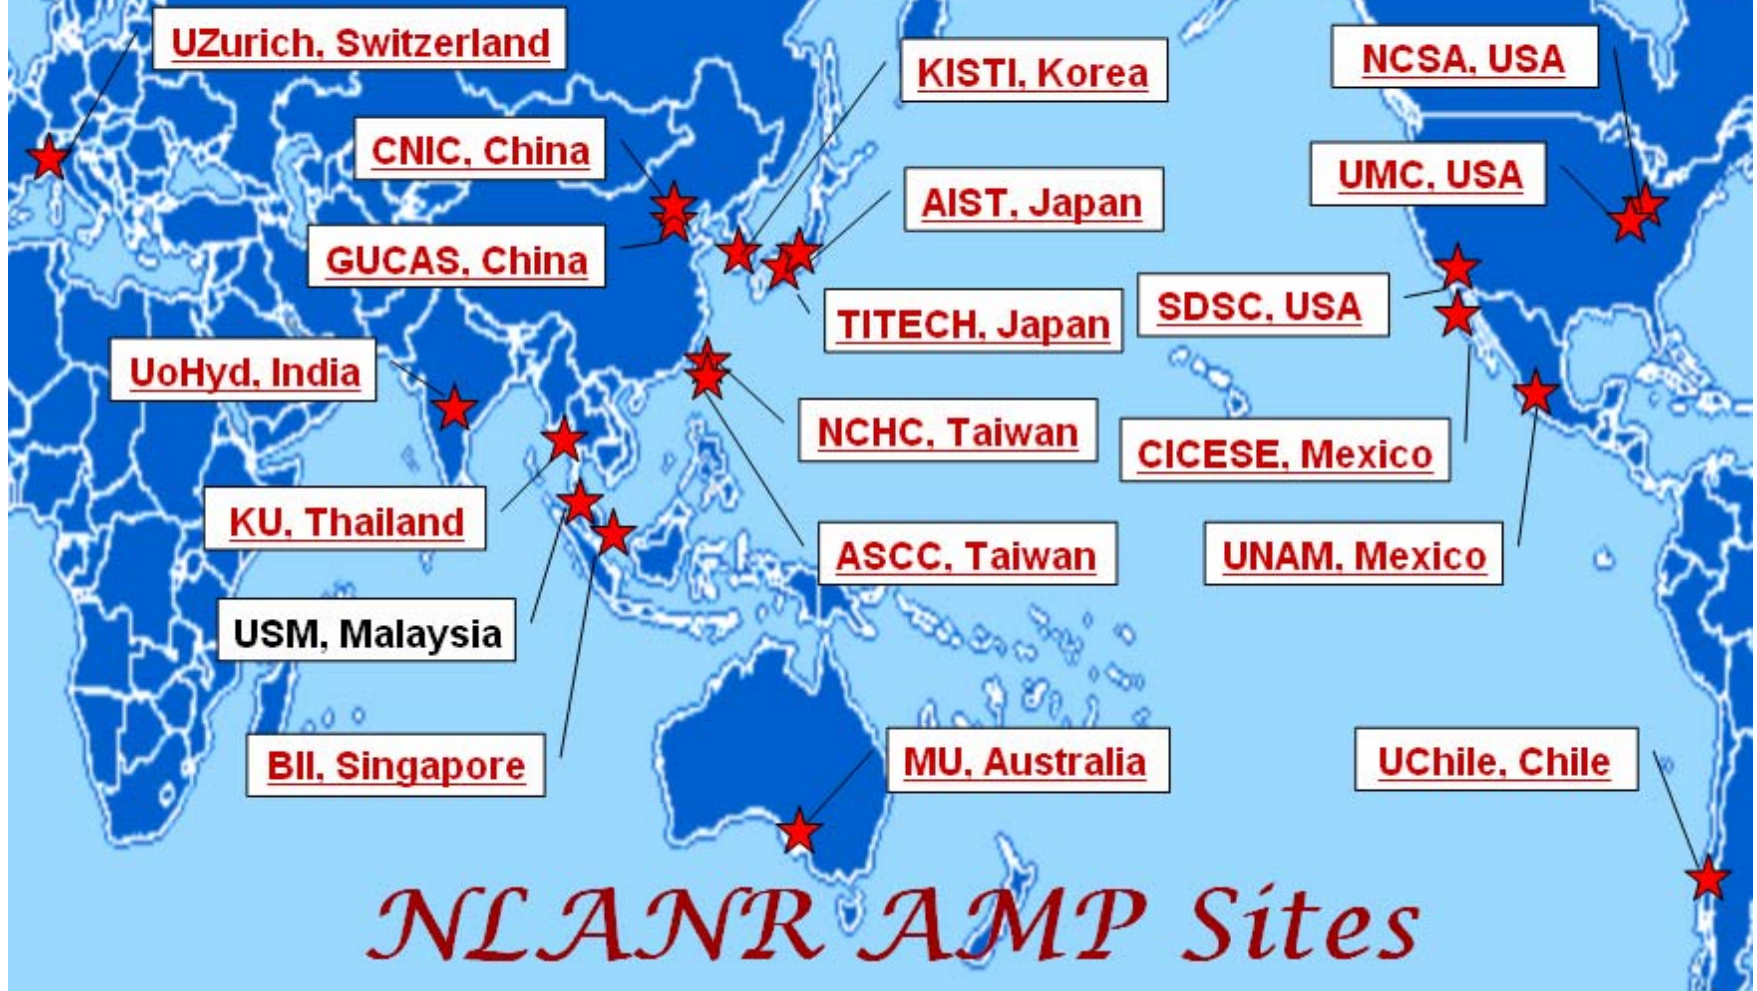 UZurich, Switzerland
KISTI, Korea
NCSA, USA
CNIC, China
UMC, USA
AIST, Japan
GUCAS, China
SDSC, USA
TITECH, Japan
UoHyd, India
NCHC, Taiwan
CICESE, Mexico
KU, Thailand
ASCC, Taiwan
UNAM, Mexico
USM, Malaysia
BII, Singapore
MU, Australia
UChile, Chile
NLANR AMP Sites